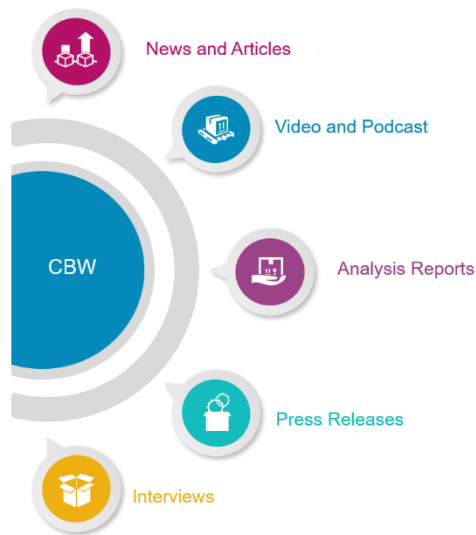 News and Articles
Video and Podcast
CBW
Analysis Reports
Press Releases
Interviews